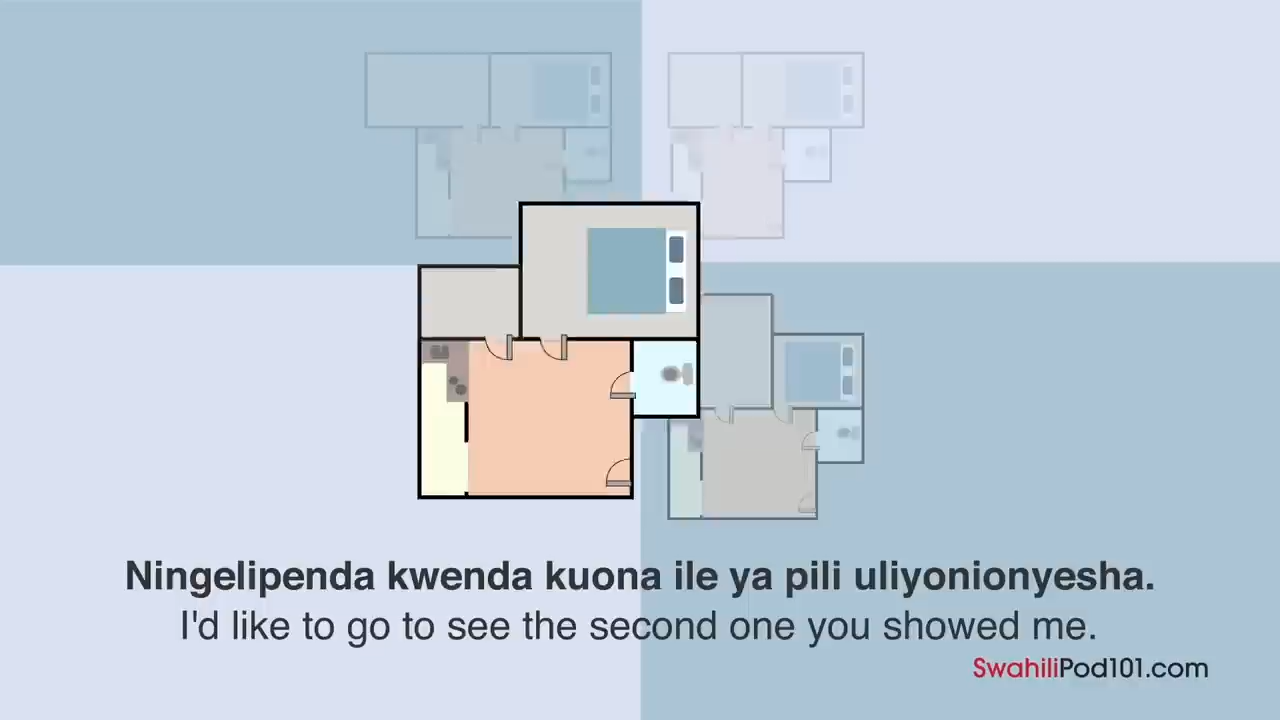 Ningelipenda kwenda kuona ile ya pili uliyonionyesha.
I'd like to go to see the second one you showed me.
SwahiliPod101.com